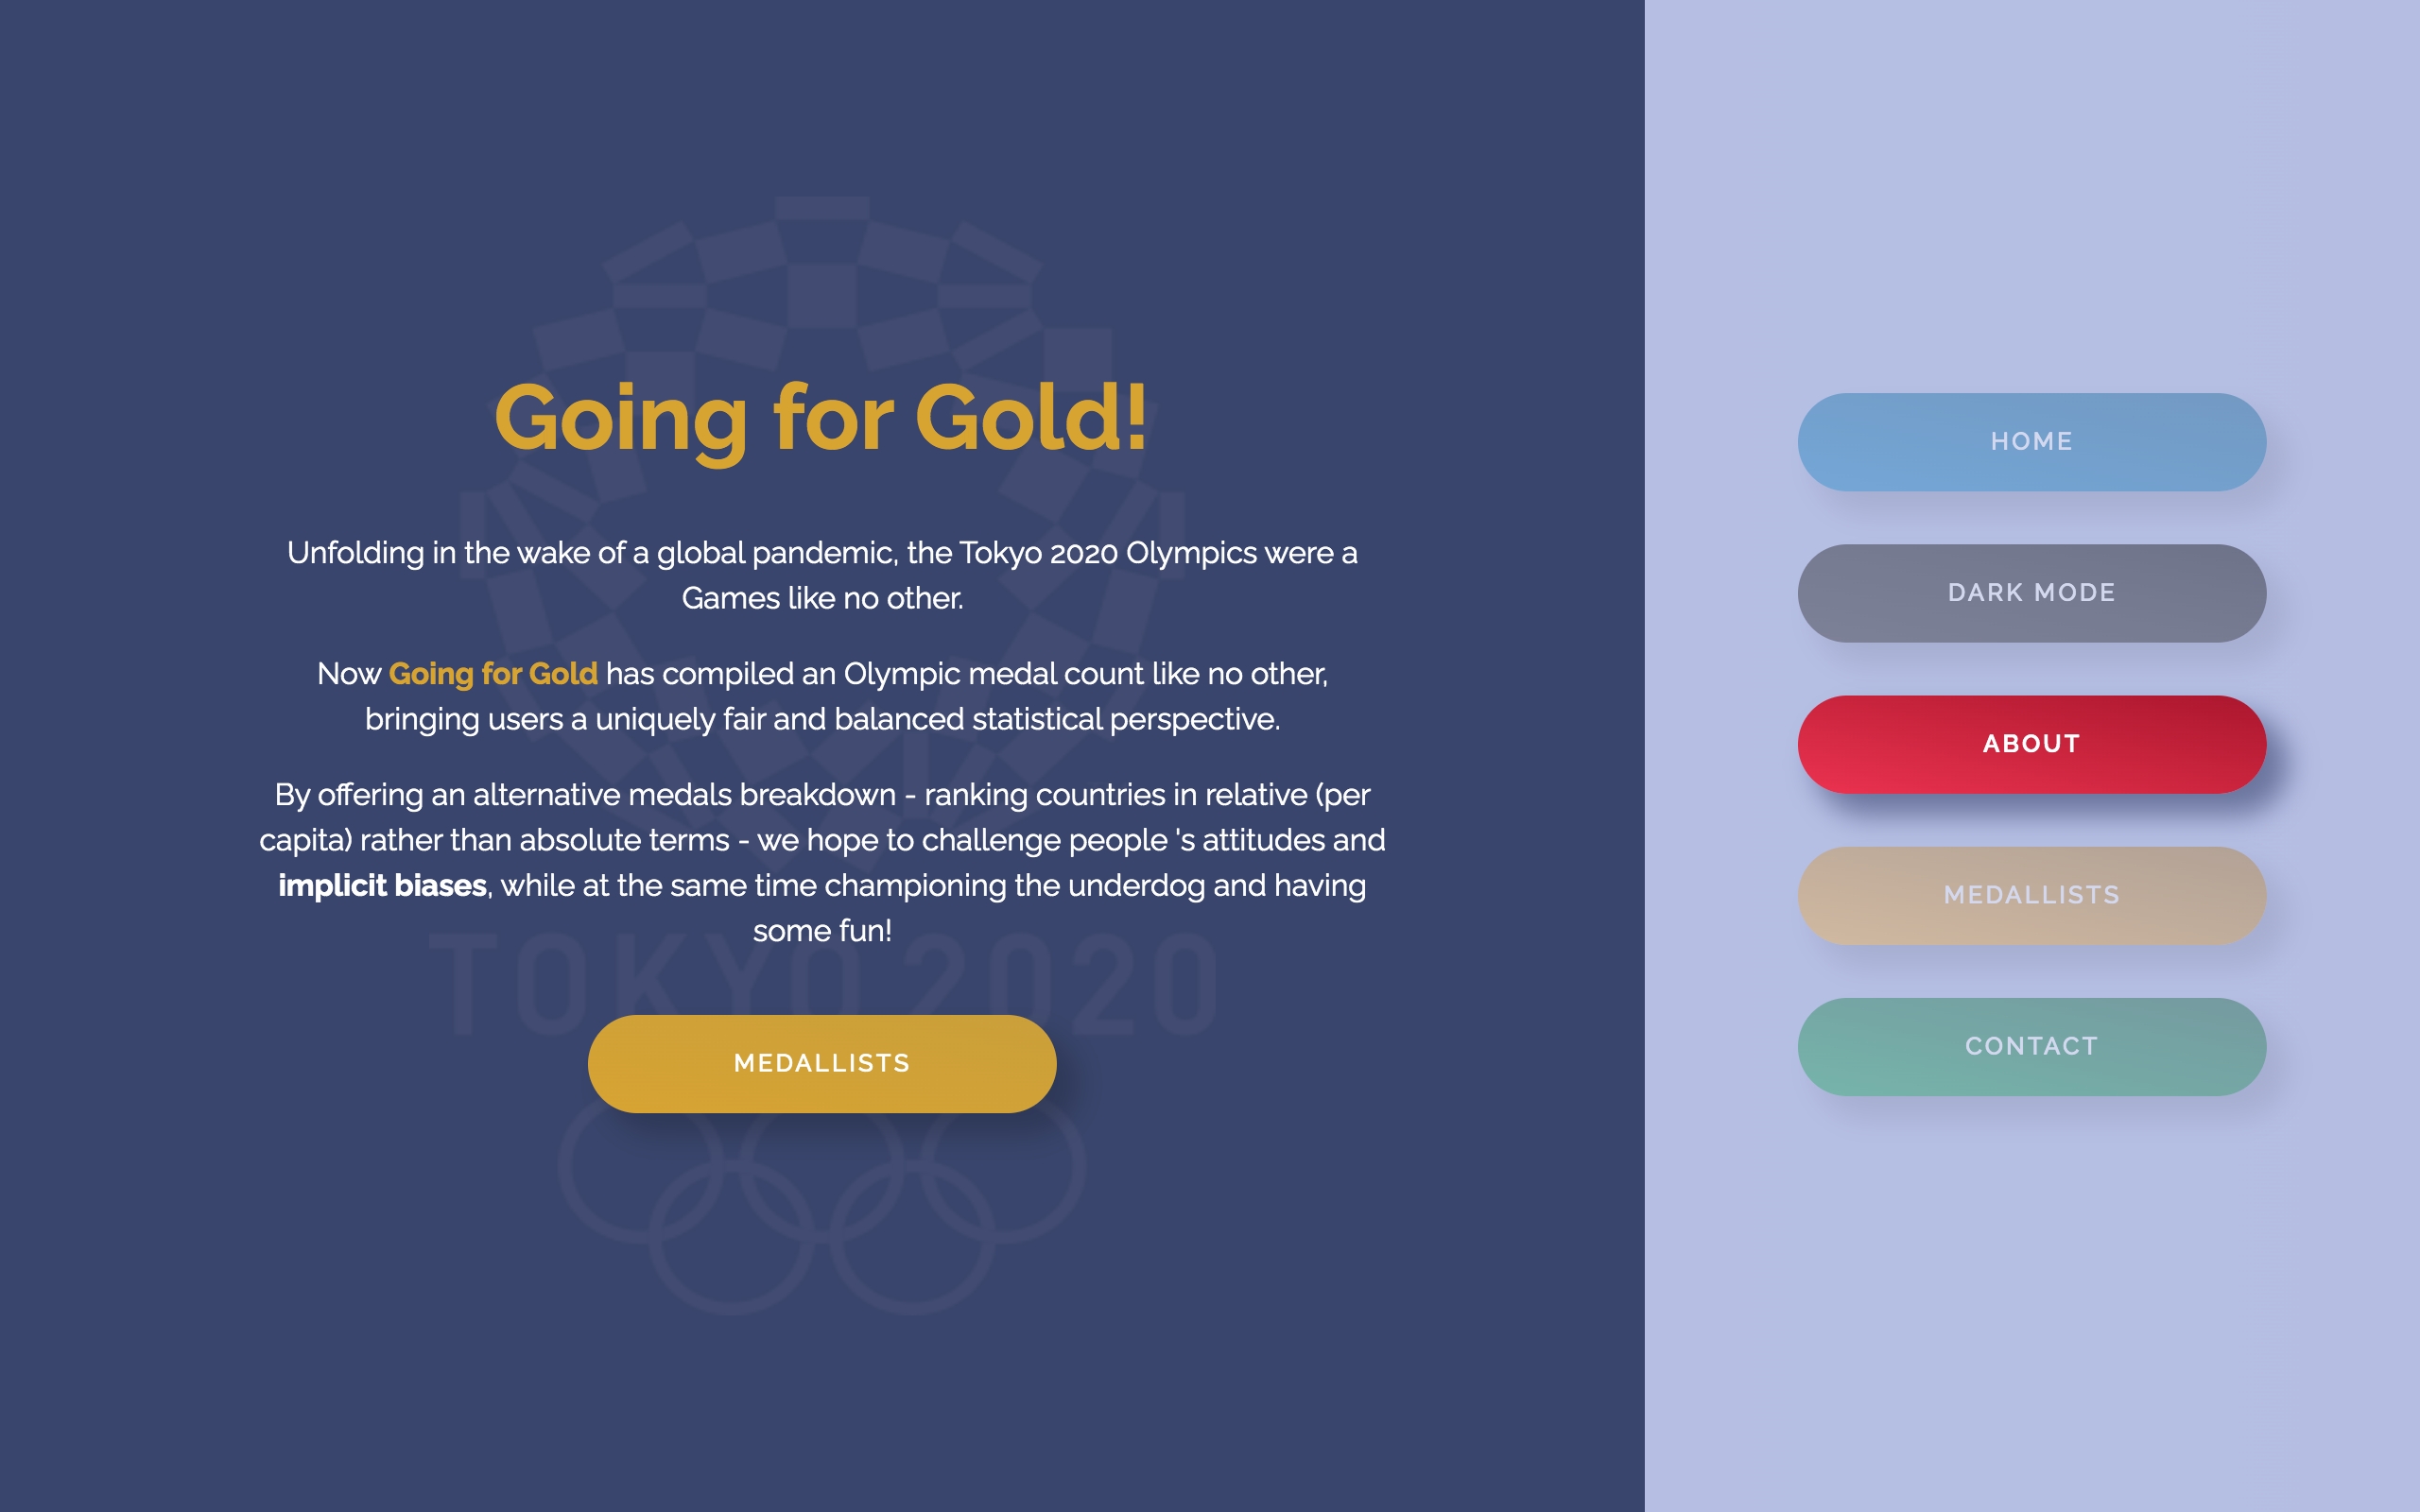 Going for Gold!
Unfolding in the wake of a global pandemic, the Tokyo 2020 Olympics were a
Games like no other.
Now Going for Gold has compiled an Olympic medal count like no other,
bringing users a uniquely fair and balanced statistical perspective.
By offering an alternative medals breakdown - ranking countries in relative (per
capita) rather than absolute terms - we hope to challenge people 's attitudes and
implicit biases, while at the same time championing the underdog and having
some fun!
TOKYO 2020
MEDALLISTS
HOME
DARK MODE
ABOUT
MEDALLISTS
CONTACT